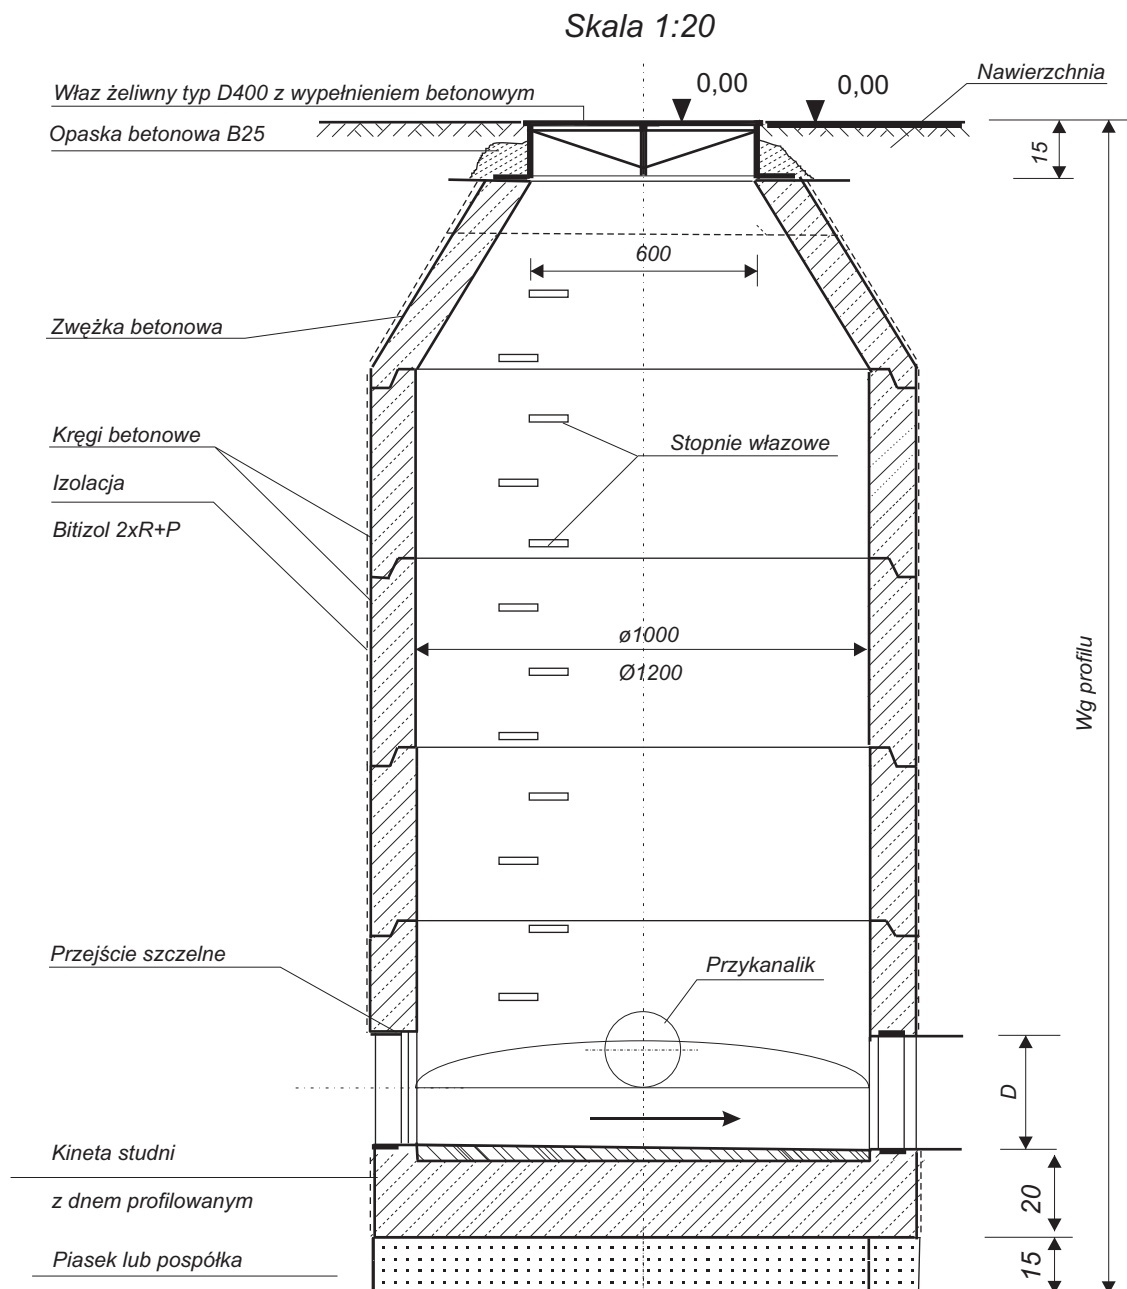 Skala 1:20
Właz żeliwny typ D400 z wypełnieniem betonowym
0,00
0,00
Nawierzchnia
Opaska betonowa B25
15
600
Zwężka betonowa
Kręgi betonowe
Stopnie włazowe
Izolacja
Bitizol 2xR+P
ø1000
Ø1200
Wg profilu
Przejście szczelne
Przykanalik
D
Kineta studni
z dnem profilowanym
20
Piasek lub pospółka
15